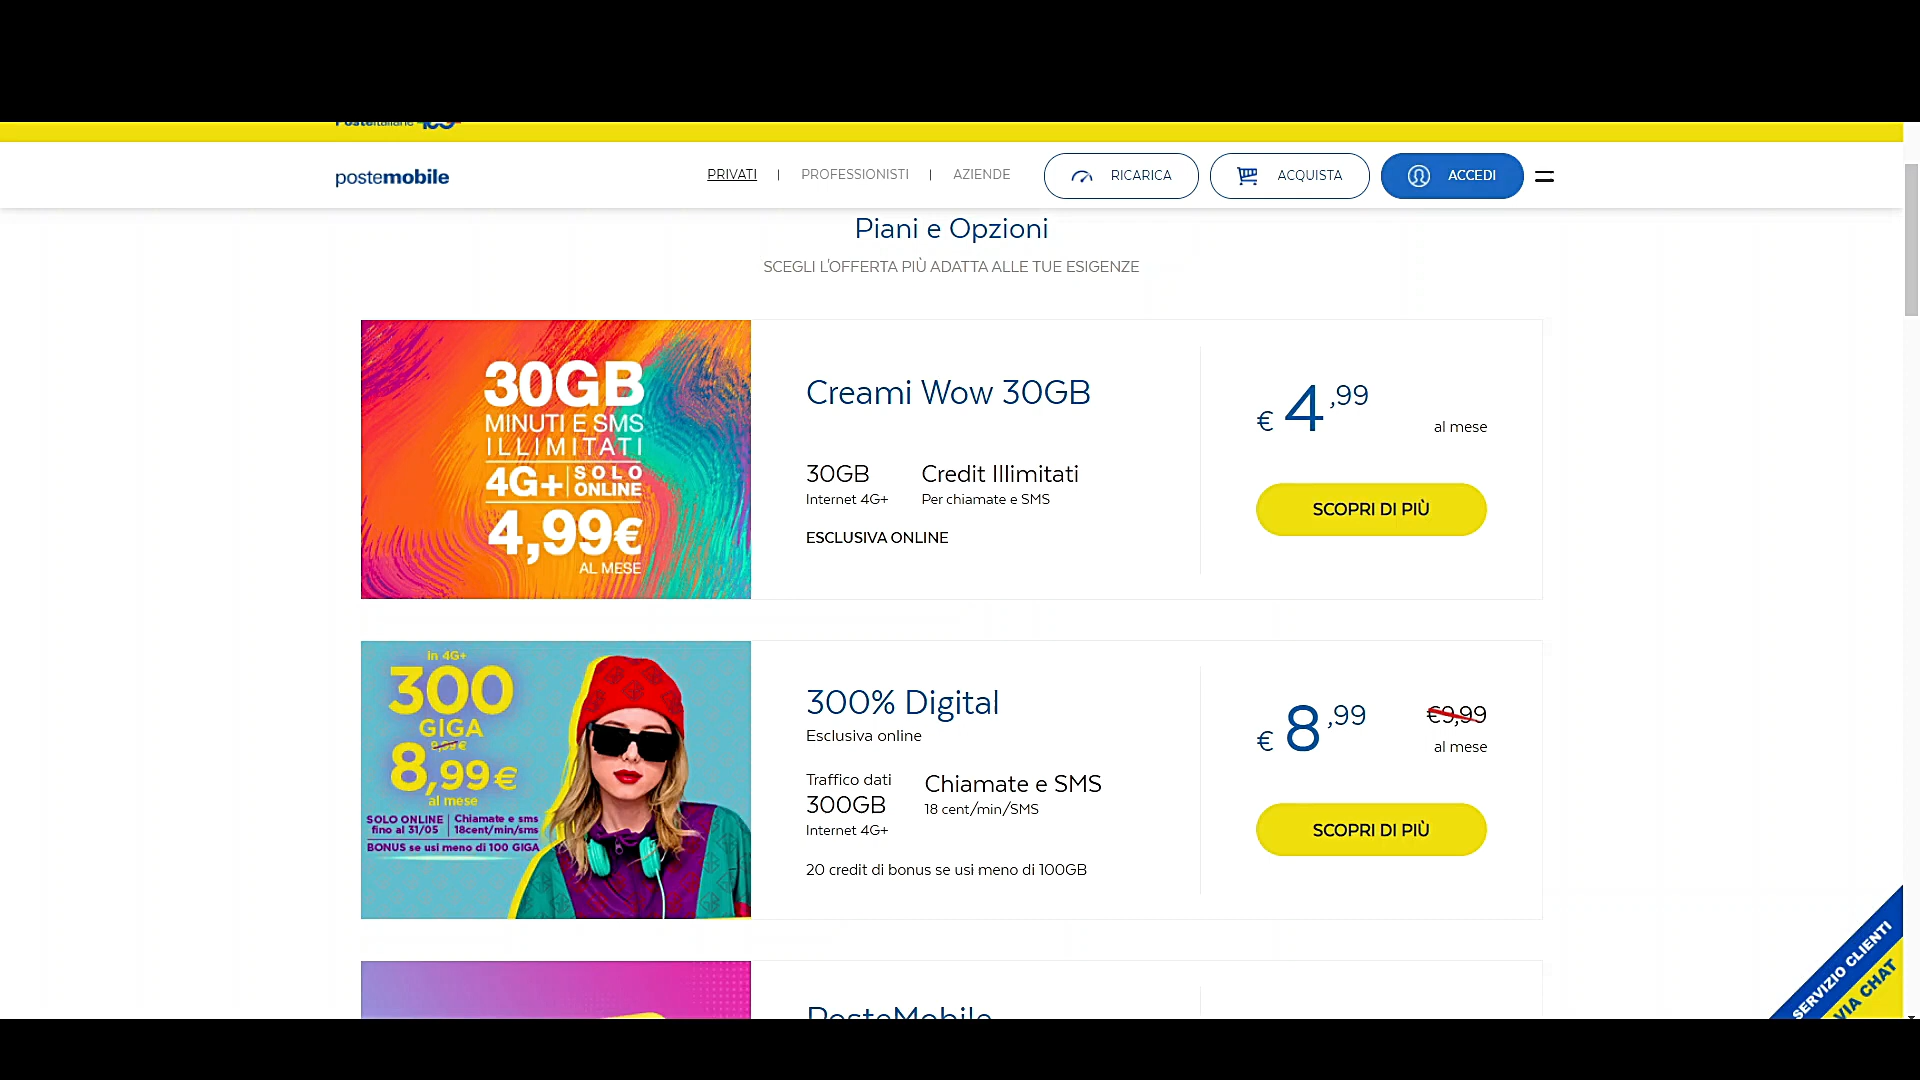 posteitaliane
postemobile
PRIVATI | PROFESSIONISTI | AZIENDE
RICARICA
ACQUISTA
ACCEDI
Piani e Opzioni
SCEGLI L'OFFERTA PIÙ ADATTA ALLE TUE ESIGENZE
30GB
MINUTI E SMS
ILLIMITATI
4G+ | SOLO
ONLINE
4,99€
AL MESE
Creami Wow 30GB
30GB
Internet 4G+
Credit Illimitati
Per chiamate e SMS
ESCLUSIVA ONLINE
€ 4,99
al mese
SCOPRI DI PIÙ
in 4G+
300
GIGA
9,99€
8,99€
al mese
SOLO ONLINE
fino al 31/05
Chiamate e sms
18cent/min/sms
BONUS se usi meno di 100 GIGA
300% Digital
Esclusiva online
Traffico dati
300GB
Internet 4G+
Chiamate e SMS
18 cent/min/SMS
20 credit di bonus se usi meno di 100GB
€ 8,99
€9,99
al mese
SCOPRI DI PIÙ
PosteMobile
SERVIZIO CLIENTI
VIA CHAT